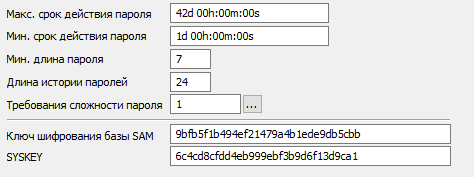 Макс. срок действия пароля 42d 00h:00m:00s
Мин. срок действия пароля 1d 00h:00m:00s
Мин. длина пароля 7
Длина истории паролей 24
Требования сложности пароля 1 ...
Ключ шифрования базы SAM 9bfb5f1b494ef21479a4b1ede9db5cbb
SYSKEY 6c4cd8cfdd4eb999ebf3b9d6f13d9ca1